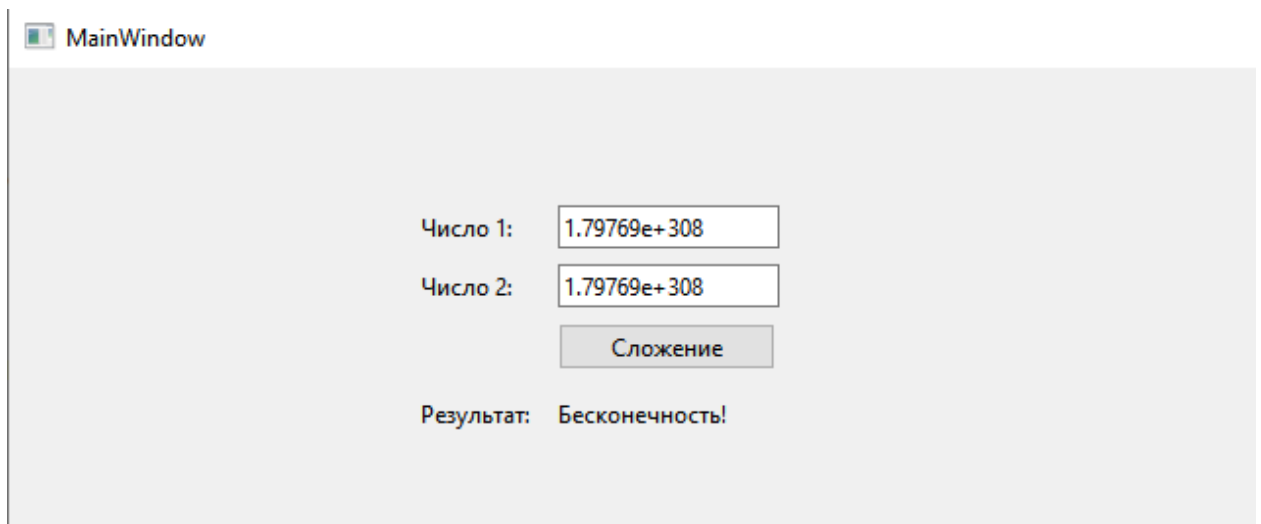 MainWindow
Число 1: 1.79769e+308
Число 2: 1.79769e+308
Сложение
Результат: Бесконечность!